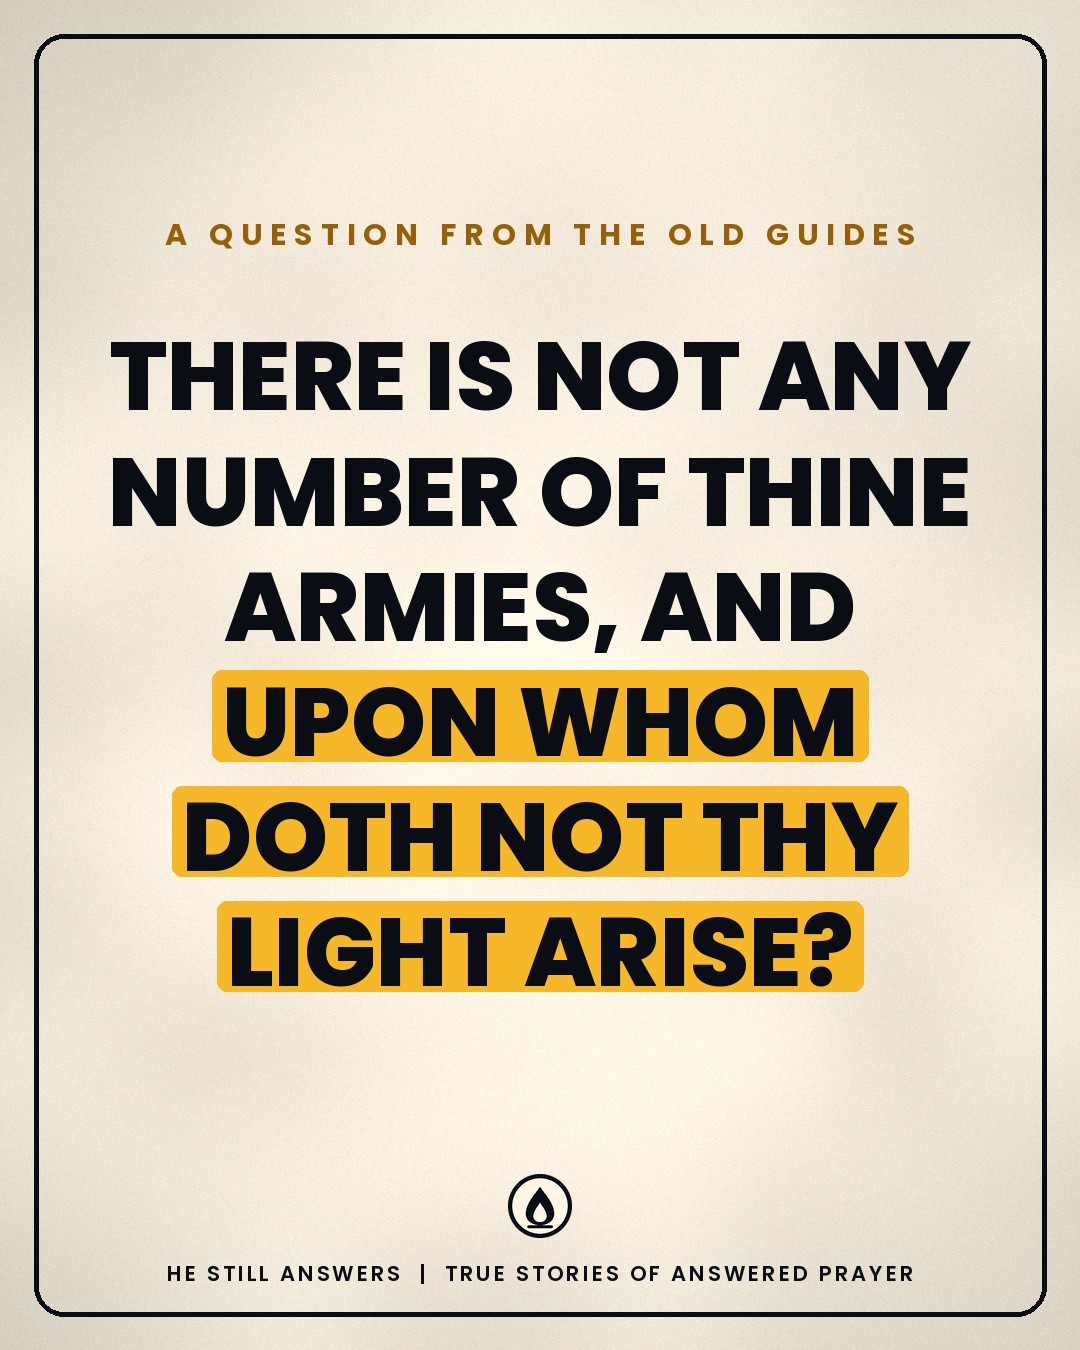 A QUESTION FROM THE OLD GUIDES
THERE IS NOT ANY
NUMBER OF THINE
ARMIES, AND
UPON WHOM
DOTH NOT THY
LIGHT ARISE?
HE STILL ANSWERS | TRUE STORIES OF ANSWERED PRAYER